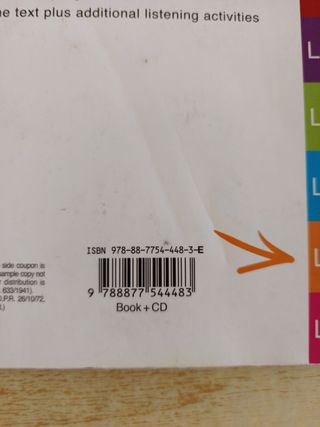 he text plus additional listening activities
L
L
L
L
L
ISBN 978-88-7754-448-3-E
9 788877 544483
Book + CD
side coupon is
sample copy not
r distribution is
. 633/1941).
D.P.R. 26/10/72,